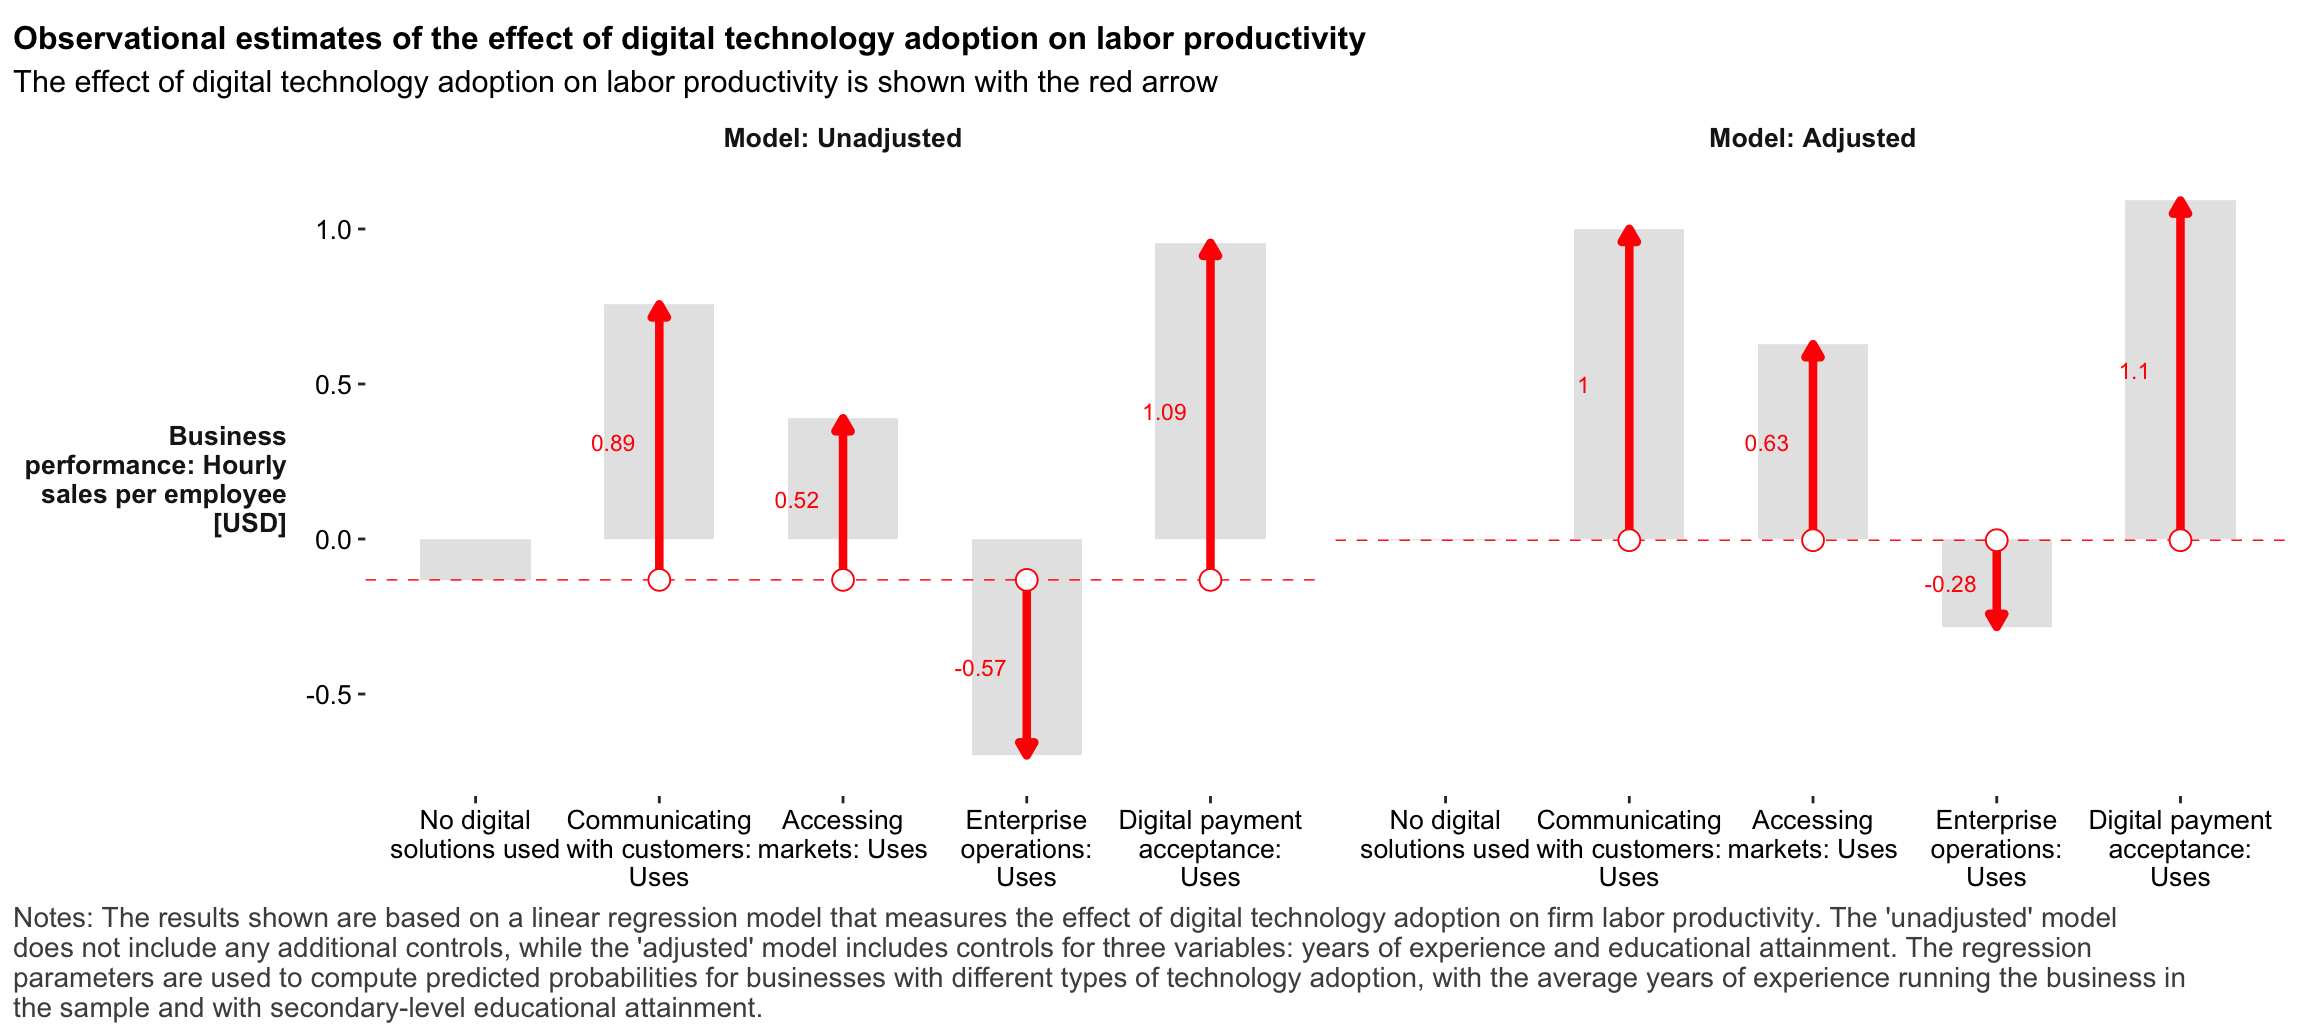 Observational estimates of the effect of digital technology adoption on labor productivity
The effect of digital technology adoption on labor productivity is shown with the red arrow
Model: Unadjusted
Model: Adjusted
Business
performance: Hourly
sales per employee
[USD]
1.0
0.5
0.0
-0.5
0.89
0.52
-0.57
1.09
1
0.63
-0.28
1.1
No digital
solutions used
Communicating
with customers:
Uses
Accessing
markets: Uses
Enterprise
operations:
Uses
Digital payment
acceptance:
Uses
No digital
solutions used
Communicating
with customers:
Uses
Accessing
markets: Uses
Enterprise
operations:
Uses
Digital payment
acceptance:
Uses
Notes: The results shown are based on a linear regression model that measures the effect of digital technology adoption on firm labor productivity. The 'unadjusted' model
does not include any additional controls, while the 'adjusted' model includes controls for three variables: years of experience and educational attainment. The regression
parameters are used to compute predicted probabilities for businesses with different types of technology adoption, with the average years of experience running the business in
the sample and with secondary-level educational attainment.